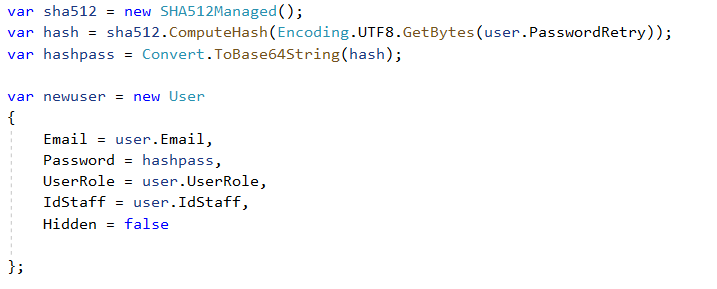 var sha512 = new SHA512Managed();
var hash = sha512.ComputeHash(Encoding.UTF8.GetBytes(user.PasswordRetry));
var hashpass = Convert.ToBase64String(hash);
var newuser = new User
{
Email = user.Email,
Password = hashpass,
UserRole = user.UserRole,
IdStaff = user.IdStaff,
Hidden = false
};